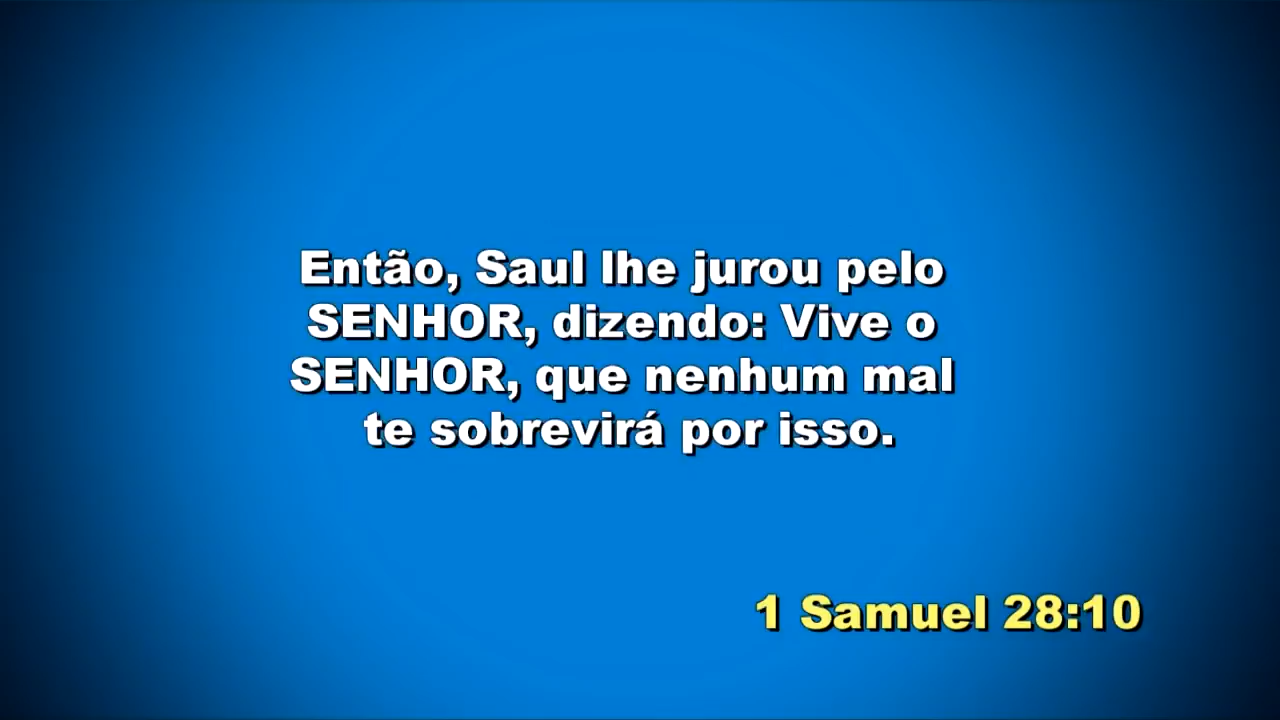 Então, Saul lhe jurou pelo
SENHOR, dizendo: Vive o
SENHOR, que nenhum mal
te sobrevirá por isso.
1 Samuel 28:10